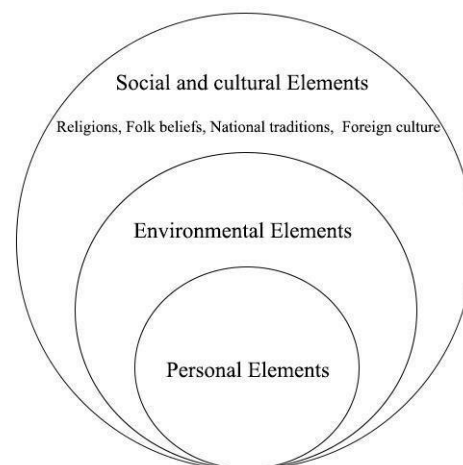 Social and cultural Elements
Religions, Folk beliefs, National traditions, Foreign culture
Environmental Elements
Personal Elements